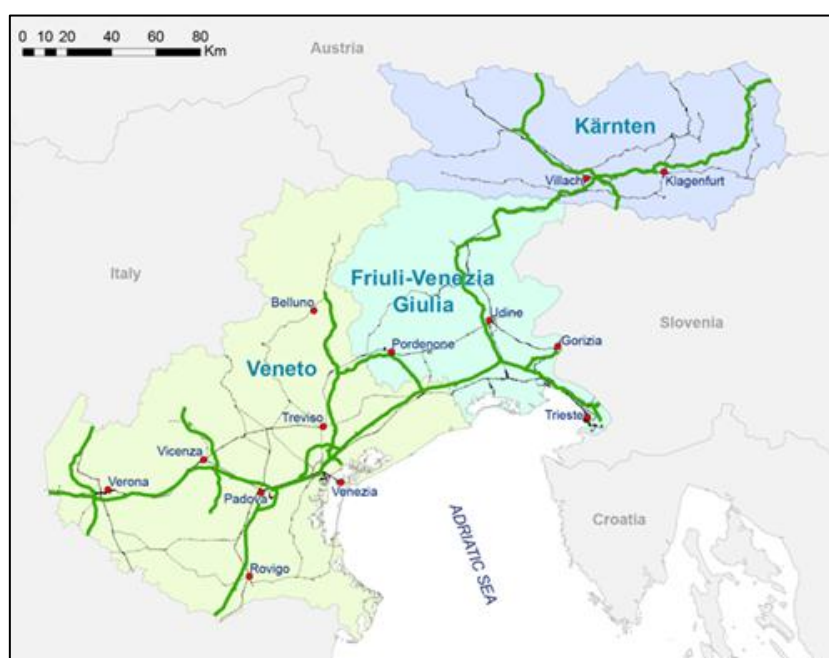 0 10 20 40 60 80
Km
Austria
Kärnten
Villach
Klagenfurt
Italy
Friuli-Venezia
Giulia
Belluno
Udine
Slovenia
Gorizia
Pordenone
Veneto
Treviso
Trieste
Vicenza
Verona
Padova
Venezia
Croatia
ADRIATIC SEA
Rovigo